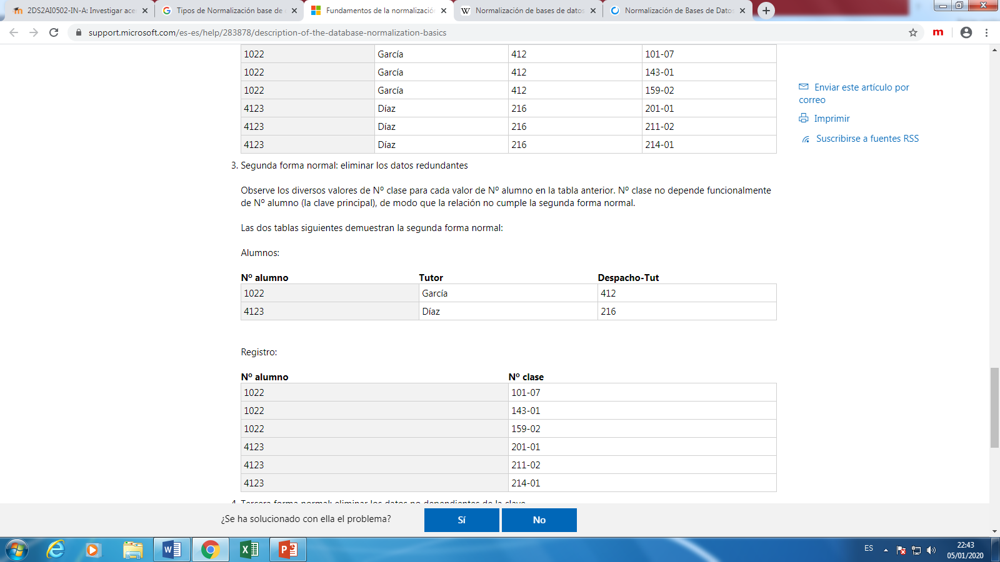 2DS2AI0502-IN-A: Investigar ace
Tipos de Normalización base de
Fundamentos de la normalizació
Normalización de bases de datos
Normalización de Bases de Datos
support.microsoft.com/es-es/help/283878/description-of-the-database-normalization-basics
1022 García 412 101-07
1022 García 412 143-01
1022 García 412 159-02
4123 Díaz 216 201-01
4123 Díaz 216 211-02
4123 Díaz 216 214-01
Enviar este artículo por
correo
Imprimir
Suscribirse a fuentes RSS
3. Segunda forma normal: eliminar los datos redundantes
Observe los diversos valores de Nº clase para cada valor de Nº alumno en la tabla anterior. Nº clase no depende funcionalmente
de Nº alumno (la clave principal), de modo que la relación no cumple la segunda forma normal.
Las dos tablas siguientes demuestran la segunda forma normal:
Alumnos:
Nº alumno Tutor Despacho-Tut
1022 García 412
4123 Díaz 216
Registro:
Nº alumno Nº clase
1022 101-07
1022 143-01
1022 159-02
4123 201-01
4123 211-02
4123 214-01
4. Tercera forma normal: eliminar los datos no dependientes de la clave
¿Se ha solucionado con ella el problema?
Sí
No
ES
22:43
05/01/2020